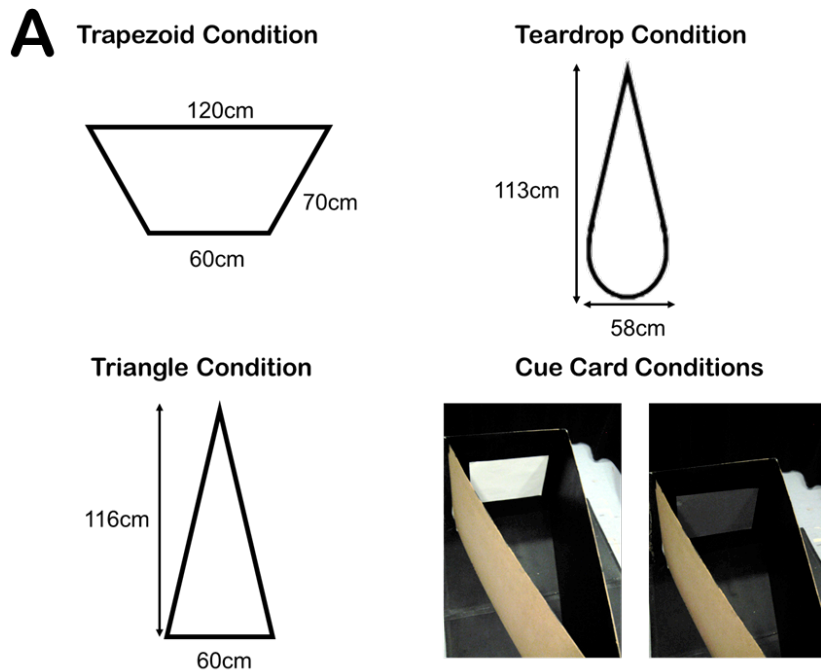 A
Trapezoid Condition
120cm
70cm
60cm
Teardrop Condition
113cm
58cm
Triangle Condition
116cm
60cm
Cue Card Conditions